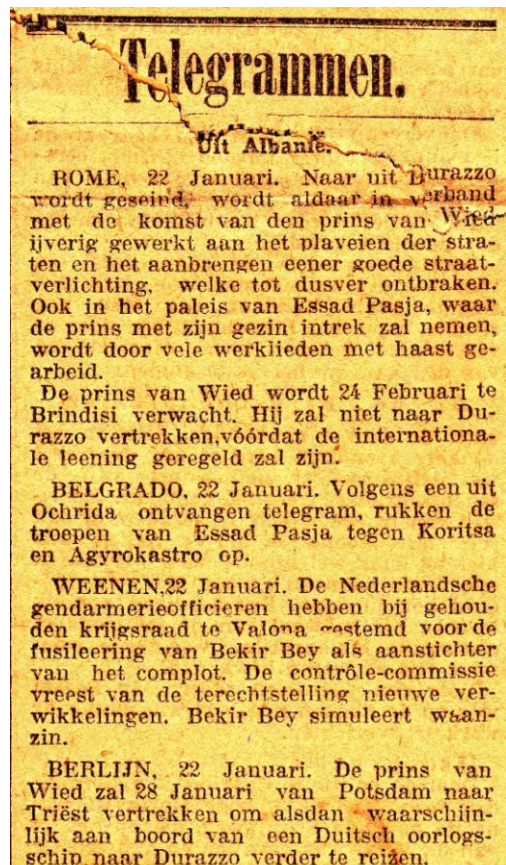 Telegrammen.
Uit Albanië.
ROME, 22 Januari. Naar uit Durazzo
wordt geseind, wordt aldaar in verband
met de komst van den prins van Wied
ijverig gewerkt aan het plaveien der stra-
ten en het aanbrengen eener goede straat-
verlichting, welke tot dusver ontbraken.
Ook in het paleis van Essad Pasja, waar
de prins met zijn gezin intrek zal nemen,
wordt door vele werklieden met haast ge-
arbeid.
De prins van Wied wordt 24 Februari te
Brindisi verwacht. Hij zal niet naar Du-
razzo vertrekken,vóórdat de internationa-
le leening geregeld zal zijn.
BELGRADO, 22 Januari. Volgens een uit
Ochrida ontvangen telegram, rukken de
troepen van Essad Pasja tegen Koritsa
en Agyrokastro op.
WEENEN,22 Januari. De Nederlandsche
gendarmerieofficieren hebben bij gehou-
den krijgsraad te Valona gestemd voor de
fusileering van Bekir Bey als aanstichter
van het complot. De contrôle-commissie
vreest van de terechtstelling nieuwe ver-
wikkelingen. Bekir Bey simuleert waan-
zin.
BERLIJN, 22 Januari. De prins van
Wied zal 28 Januari van Potsdam naar
Triëst vertrekken om alsdan waarschijn-
lijk aan boord van een Duitsch oorlogs-
schip naar Durazzo verder te reizen.